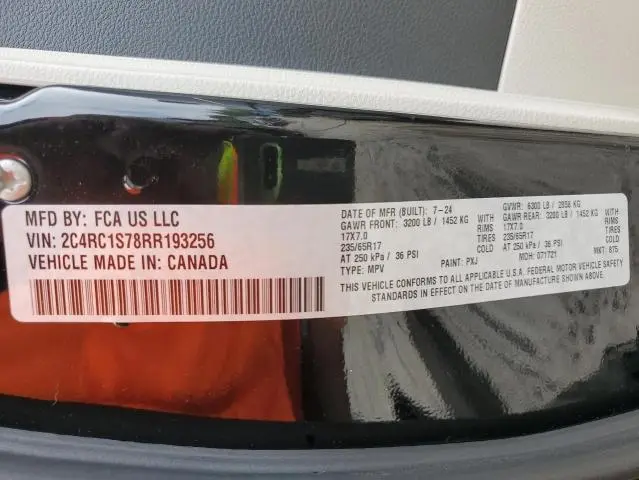 MFD BY: FCA US LLC
VIN: 2C4RC1S78RR193256
VEHICLE MADE IN: CANADA
DATE OF MFR (BUILT): 7-24 GVWR: 6300 LB / 2858 KG
GAWR FRONT: 3200 LB / 1452 KG WITH GAWR REAR: 3200 LB / 1452 KG WITH
17X7.0 RIMS 17X7.0 RIMS
235/65R17 TIRES 235/65R17 TIRES
AT 250 kPa / 36 PSI COLD AT 250 kPa / 36 PSI COLD
TYPE: MPV PAINT: PXJ MDH: 071721 MKT: 875
THIS VEHICLE CONFORMS TO ALL APPLICABLE U.S.A. FEDERAL MOTOR VEHICLE SAFETY
STANDARDS IN EFFECT ON THE DATE OF MANUFACTURE SHOWN ABOVE.